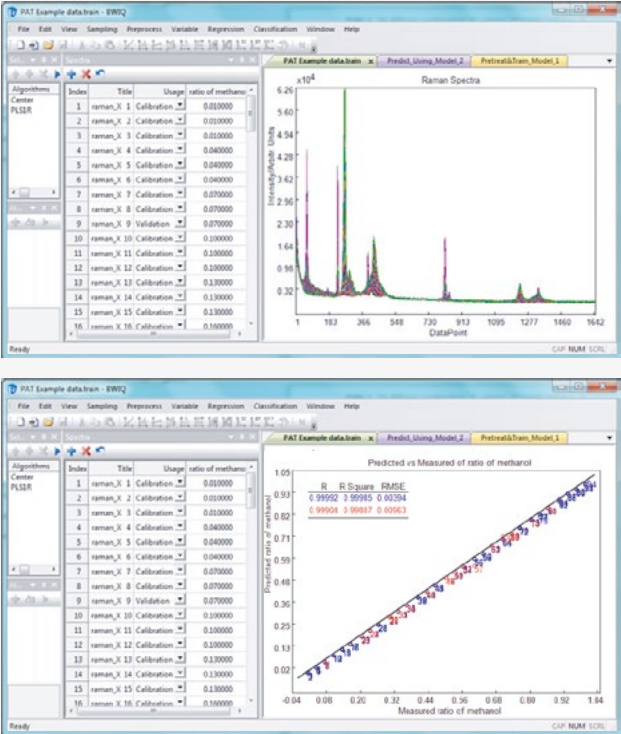 PAT Example data.train - BWIQ
File Edit View Sampling Preprocess Variable Regression Classification Window Help
Spectra
PAT Example data.train x Predict_Using_Model_2 Pretreat&Train_Model_1
Algorithms
Center
PLS1R
Index Title Usage ratio of methano
1 raman_X 1 Calibration 0.010000
2 raman_X 2 Calibration 0.010000
3 raman_X 3 Calibration 0.010000
4 raman_X 4 Calibration 0.040000
5 raman_X 5 Calibration 0.040000
6 raman_X 6 Calibration 0.040000
7 raman_X 7 Calibration 0.070000
8 raman_X 8 Calibration 0.070000
9 raman_X 9 Validation 0.070000
10 raman_X 10 Calibration 0.100000
11 raman_X 11 Calibration 0.100000
12 raman_X 12 Calibration 0.100000
13 raman_X 13 Calibration 0.130000
14 raman_X 14 Calibration 0.130000
15 raman_X 15 Calibration 0.130000
16 raman_X 16 Calibration 0.160000
Raman Spectra
x10⁴
6.26
5.60
4.94
4.28
3.62
2.96
2.30
1.64
0.98
0.32
Intensity/Arbitr. Units
1 183 366 548 730 913 1095 1277 1460 1642
DataPoint
Ready
CAP NUM SCRL
PAT Example data.train - BWIQ
File Edit View Sampling Preprocess Variable Regression Classification Window Help
Spectra
PAT Example data.train x Predict_Using_Model_2 Pretreat&Train_Model_1
Algorithms
Center
PLS1R
Index Title Usage ratio of methano
1 raman_X 1 Calibration 0.010000
2 raman_X 2 Calibration 0.010000
3 raman_X 3 Calibration 0.010000
4 raman_X 4 Calibration 0.040000
5 raman_X 5 Calibration 0.040000
6 raman_X 6 Calibration 0.040000
7 raman_X 7 Calibration 0.070000
8 raman_X 8 Calibration 0.070000
9 raman_X 9 Validation 0.070000
10 raman_X 10 Calibration 0.100000
11 raman_X 11 Calibration 0.100000
12 raman_X 12 Calibration 0.100000
13 raman_X 13 Calibration 0.130000
14 raman_X 14 Calibration 0.130000
15 raman_X 15 Calibration 0.130000
16 raman_X 16 Calibration 0.160000
Predicted vs Measured of ratio of methanol
R R Square RMSE
0.99992 0.99985 0.00394
1.05
0.93
0.82
0.71
0.59
0.48
0.36
0.25
0.13
0.02
Predicted ratio of methanol
-0.04 0.08 0.20 0.32 0.44 0.56 0.68 0.80 0.92 1.04
Measured ratio of methanol
Ready
CAP NUM SCRL